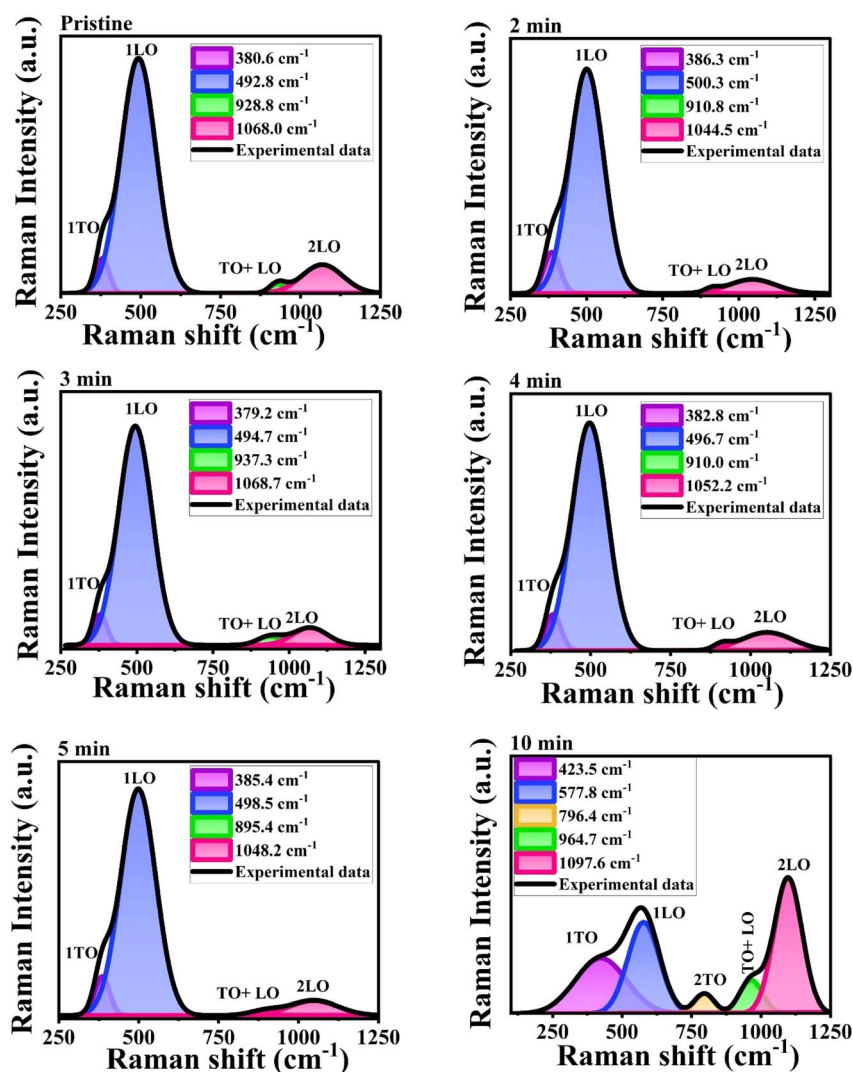 Pristine
Raman Intensity (a.u.)
1LO
380.6 cm⁻¹
492.8 cm⁻¹
928.8 cm⁻¹
1068.0 cm⁻¹
Experimental data
1TO
TO+ LO
2LO
250 500 750 1000 1250
Raman shift (cm⁻¹)
2 min
Raman Intensity (a.u.)
1LO
386.3 cm⁻¹
500.3 cm⁻¹
910.8 cm⁻¹
1044.5 cm⁻¹
Experimental data
1TO
TO+ LO
2LO
250 500 750 1000 1250
Raman shift (cm⁻¹)
3 min
Raman Intensity (a.u.)
1LO
379.2 cm⁻¹
494.7 cm⁻¹
937.3 cm⁻¹
1068.7 cm⁻¹
Experimental data
1TO
TO+ LO
2LO
250 500 750 1000 1250
Raman shift (cm⁻¹)
4 min
Raman Intensity (a.u.)
1LO
382.8 cm⁻¹
496.7 cm⁻¹
910.0 cm⁻¹
1052.2 cm⁻¹
Experimental data
1TO
TO+ LO
2LO
250 500 750 1000 1250
Raman shift (cm⁻¹)
5 min
Raman Intensity (a.u.)
1LO
385.4 cm⁻¹
498.5 cm⁻¹
895.4 cm⁻¹
1048.2 cm⁻¹
Experimental data
1TO
TO+ LO
2LO
250 500 750 1000 1250
Raman shift (cm⁻¹)
10 min
Raman Intensity (a.u.)
423.5 cm⁻¹
577.8 cm⁻¹
796.4 cm⁻¹
964.7 cm⁻¹
1097.6 cm⁻¹
Experimental data
1TO
1LO
2TO
TO+ LO
2LO
250 500 750 1000 1250
Raman shift (cm⁻¹)